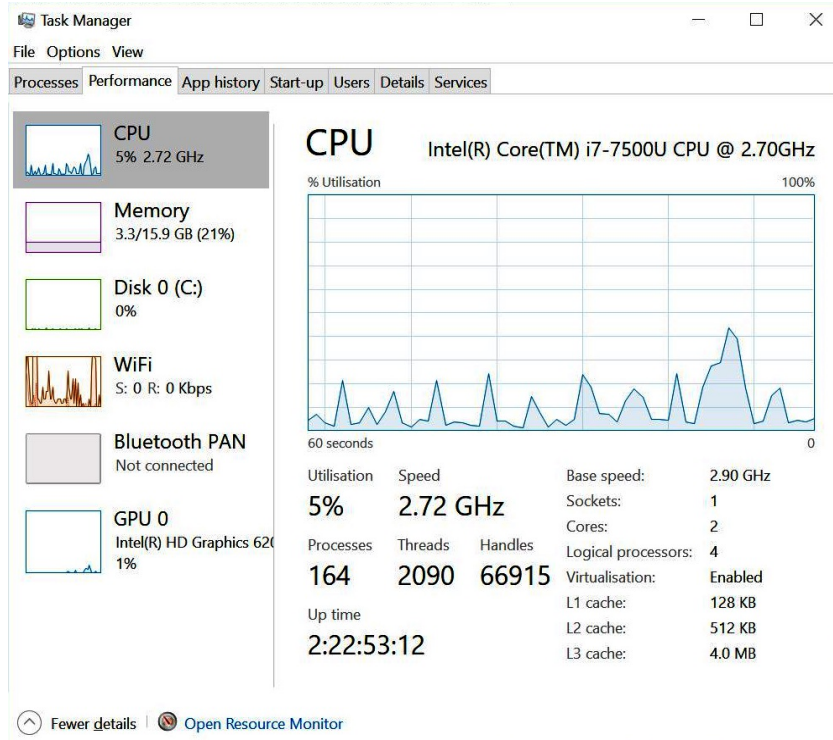 Task Manager
File Options View
Processes Performance App history Start-up Users Details Services
CPU
5% 2.72 GHz
Memory
3.3/15.9 GB (21%)
Disk 0 (C:)
0%
WiFi
S: 0 R: 0 Kbps
Bluetooth PAN
Not connected
GPU 0
Intel(R) HD Graphics 620
1%
CPU Intel(R) Core(TM) i7-7500U CPU @ 2.70GHz
% Utilisation 100%
60 seconds 0
Utilisation Speed
5% 2.72 GHz
Processes Threads Handles
164 2090 66915
Up time
2:22:53:12
Base speed: 2.90 GHz
Sockets: 1
Cores: 2
Logical processors: 4
Virtualisation: Enabled
L1 cache: 128 KB
L2 cache: 512 KB
L3 cache: 4.0 MB
Fewer details Open Resource Monitor